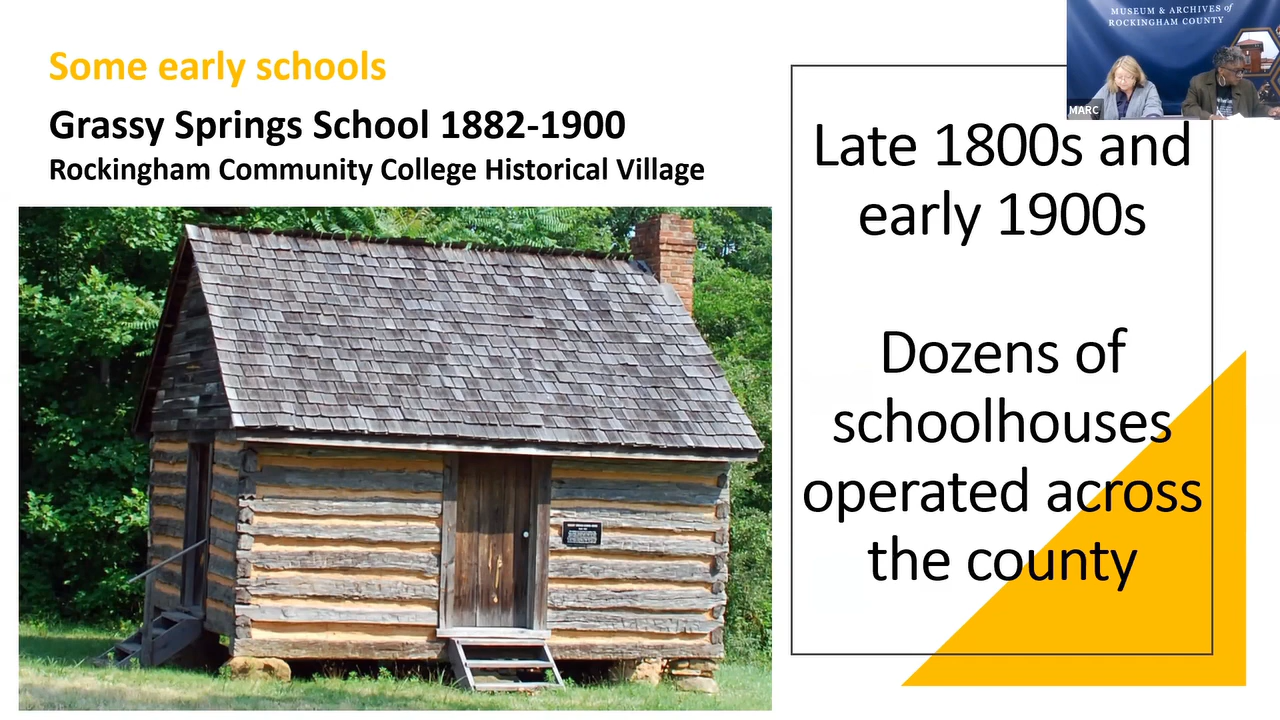 Some early schools
Grassy Springs School 1882-1900
Rockingham Community College Historical Village
MUSEUM & ARCHIVES of
ROCKINGHAM COUNTY
MARC
Late 1800s and
early 1900s
Dozens of
schoolhouses
operated across
the county